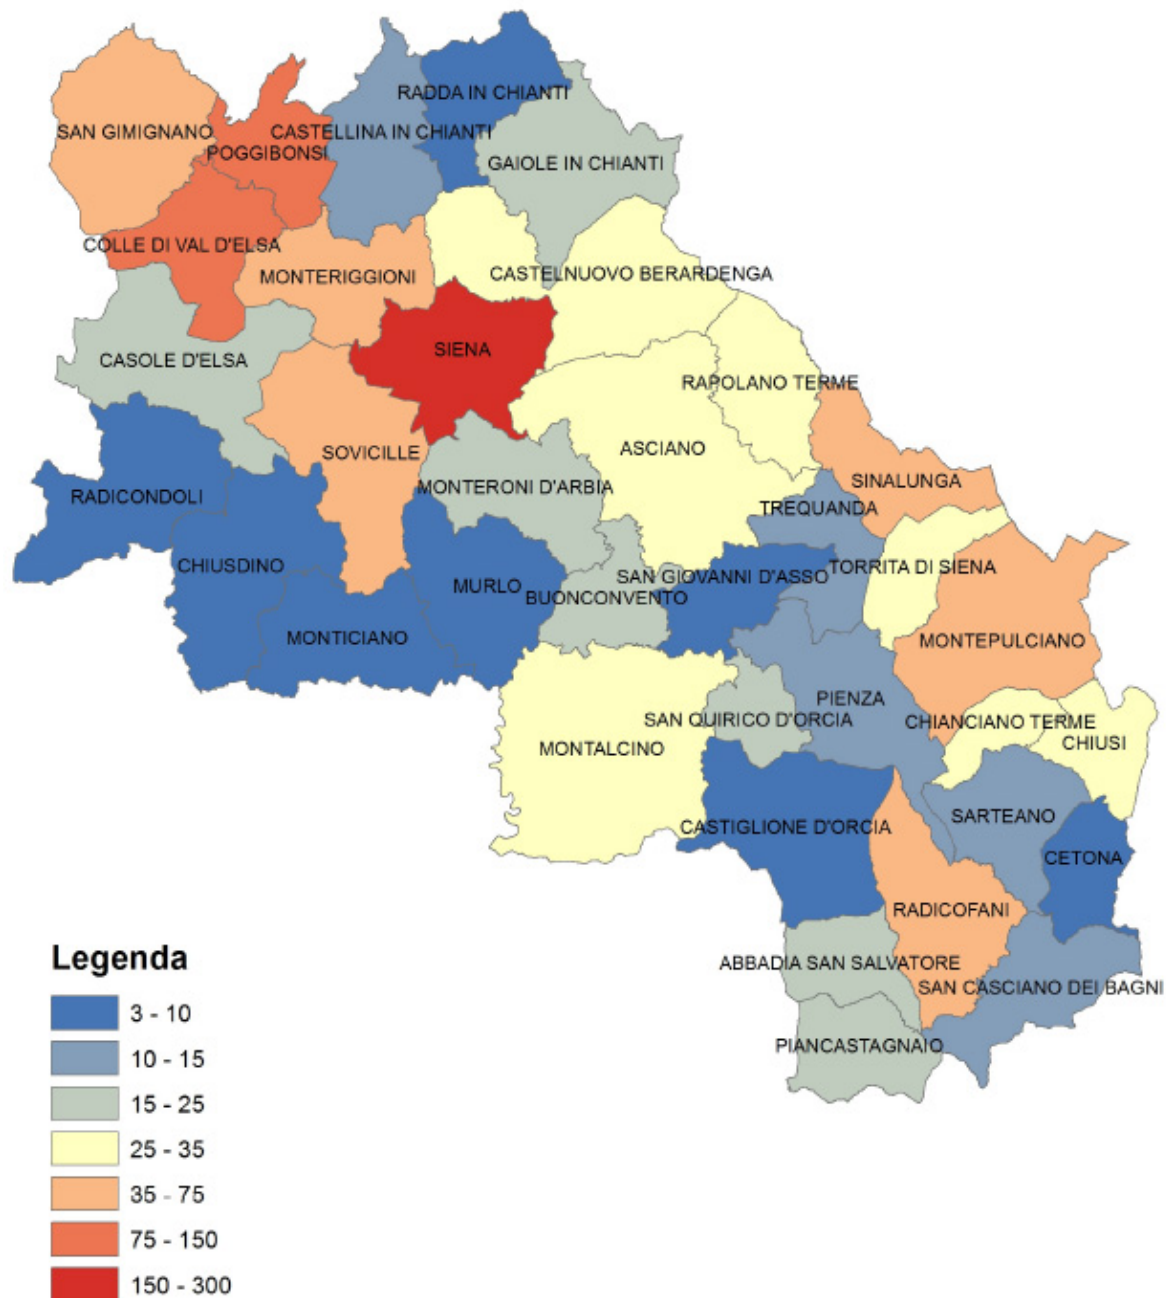 RADDA IN CHIANTI
SAN GIMIGNANO
CASTELLINA IN CHIANTI
POGGIBONSI
GAIOLE IN CHIANTI
COLLE DI VAL D'ELSA
MONTERIGGIONI
CASTELNUOVO BERARDENGA
SIENA
CASOLE D'ELSA
RAPOLANO TERME
ASCIANO
SOVICILLE
SINALUNGA
MONTERONI D'ARBIA
RADICONDOLI
TREQUANDA
CHIUSDINO
TORRITA DI SIENA
SAN GIOVANNI D'ASSO
MURLO
BUONCONVENTO
MONTICIANO
MONTEPULCIANO
PIENZA
SAN QUIRICO D'ORCIA
CHIANCIANO TERME
CHIUSI
MONTALCINO
SARTEANO
CASTIGLIONE D'ORCIA
CETONA
RADICOFANI
ABBADIA SAN SALVATORE
SAN CASCIANO DEI BAGNI
PIANCASTAGNAIO
Legenda
3 - 10
10 - 15
15 - 25
25 - 35
35 - 75
75 - 150
150 - 300